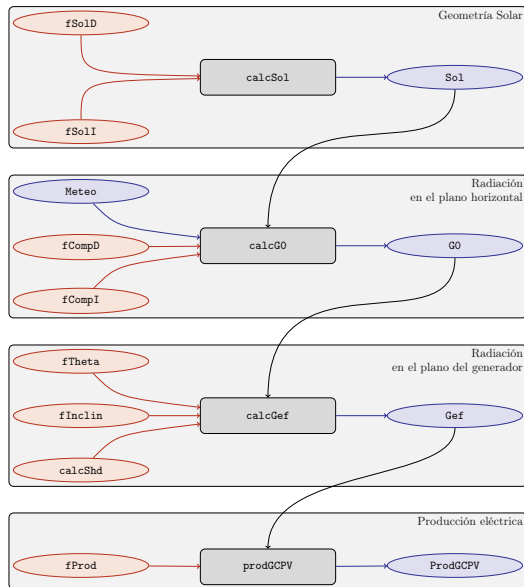 Geometría Solar
fSolD
calcSol
Sol
fSolI
Radiación
en el plano horizontal
Meteo
fCompD
calcG0
G0
fCompI
Radiación
en el plano del generador
fTheta
fInclin
calcGef
Gef
calcShd
Producción eléctrica
fProd
prodGCPV
ProdGCPV